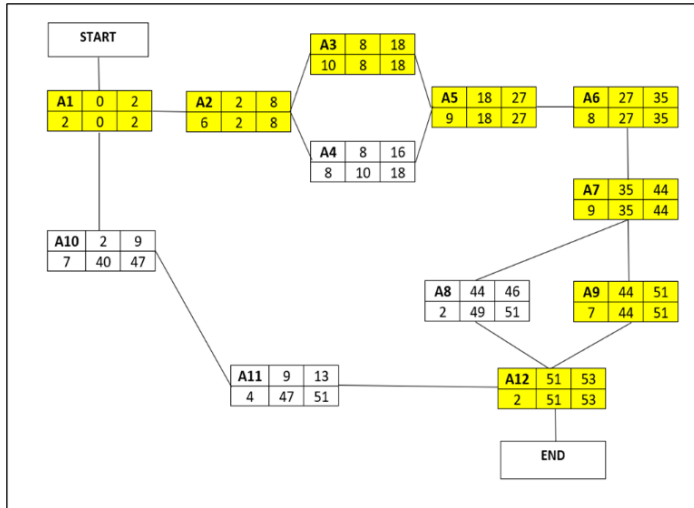 START
A1 0 2
2 0 2
A2 2 8
6 2 8
A3 8 18
10 8 18
A4 8 16
8 10 18
A5 18 27
9 18 27
A6 27 35
8 27 35
A7 35 44
9 35 44
A10 2 9
7 40 47
A8 44 46
2 49 51
A9 44 51
7 44 51
A11 9 13
4 47 51
A12 51 53
2 51 53
END